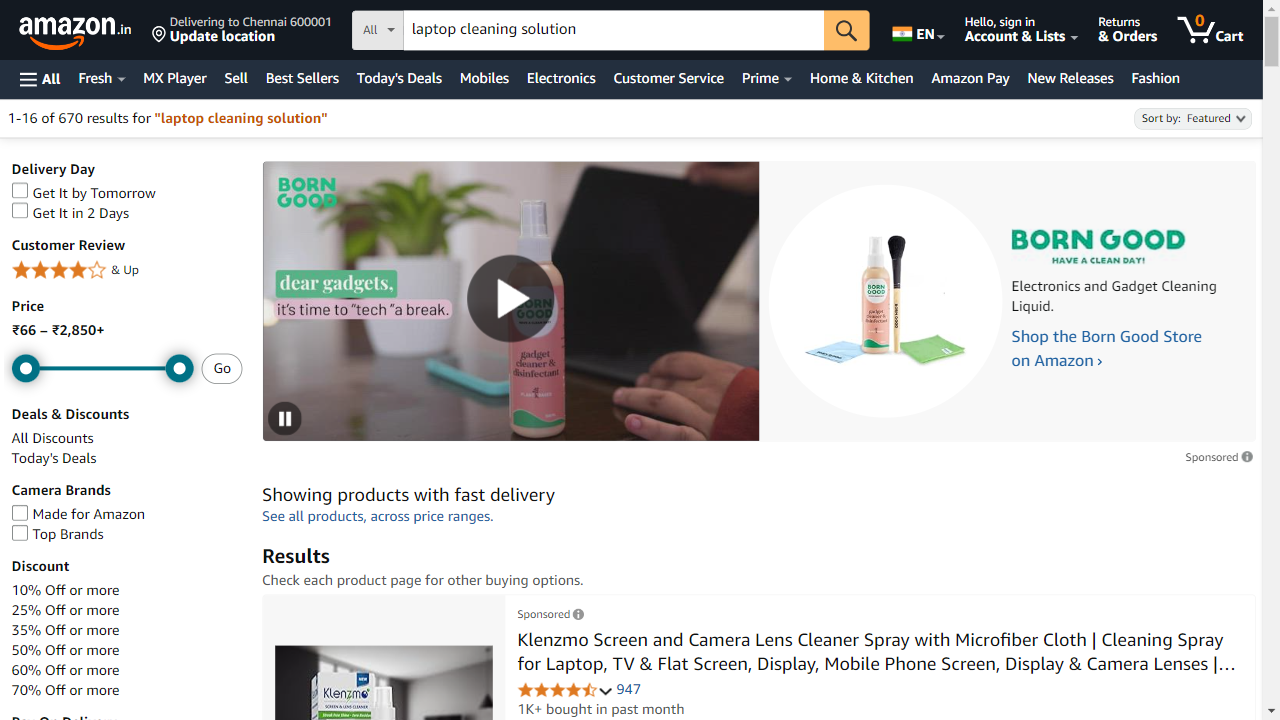 amazon.in
Delivering to Chennai 600001
Update location
All
laptop cleaning solution
EN
Hello, sign in
Account & Lists
Returns
& Orders
0
Cart
All
Fresh
MX Player
Sell
Best Sellers
Today's Deals
Mobiles
Electronics
Customer Service
Prime
Home & Kitchen
Amazon Pay
New Releases
Fashion
1-16 of 670 results for "laptop cleaning solution"
Sort by: Featured
Delivery Day
Get It by Tomorrow
Get It in 2 Days
Customer Review
& Up
Price
₹66 – ₹2,850+
Go
Deals & Discounts
All Discounts
Today's Deals
Camera Brands
Made for Amazon
Top Brands
Discount
10% Off or more
25% Off or more
35% Off or more
50% Off or more
60% Off or more
70% Off or more
BORN
GOOD
dear gadgets,
it's time to "tech "a break.
BORN
GOOD
gadget
cleaner &
disinfectant
BORN
GOOD
gadget
cleaner &
disinfectant
BORN GOOD
HAVE A CLEAN DAY!
Electronics and Gadget Cleaning
Liquid.
Shop the Born Good Store
on Amazon ›
Sponsored
Showing products with fast delivery
See all products, across price ranges.
Results
Check each product page for other buying options.
Sponsored
Klenzmo Screen and Camera Lens Cleaner Spray with Microfiber Cloth | Cleaning Spray
for Laptop, TV & Flat Screen, Display, Mobile Phone Screen, Display & Camera Lenses |…
947
1K+ bought in past month
NEW
Klenzmo
SCREEN & LENS CLEANER